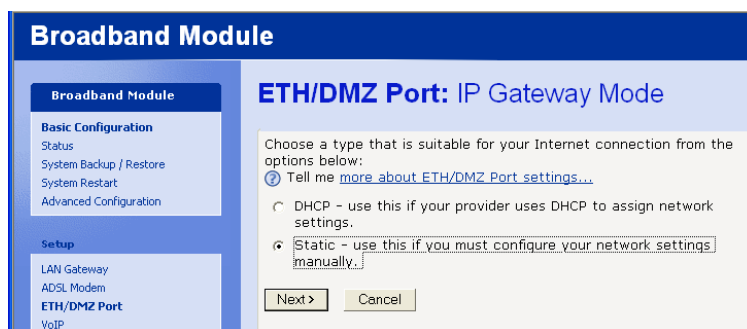 Broadband Module
Broadband Module
Basic Configuration
Status
System Backup / Restore
System Restart
Advanced Configuration
Setup
LAN Gateway
ADSL Modem
ETH/DMZ Port
VoIP
ETH/DMZ Port: IP Gateway Mode
Choose a type that is suitable for your Internet connection from the
options below:
? Tell me more about ETH/DMZ Port settings...
DHCP - use this if your provider uses DHCP to assign network
settings.
Static - use this if you must configure your network settings
manually.
Next >
Cancel